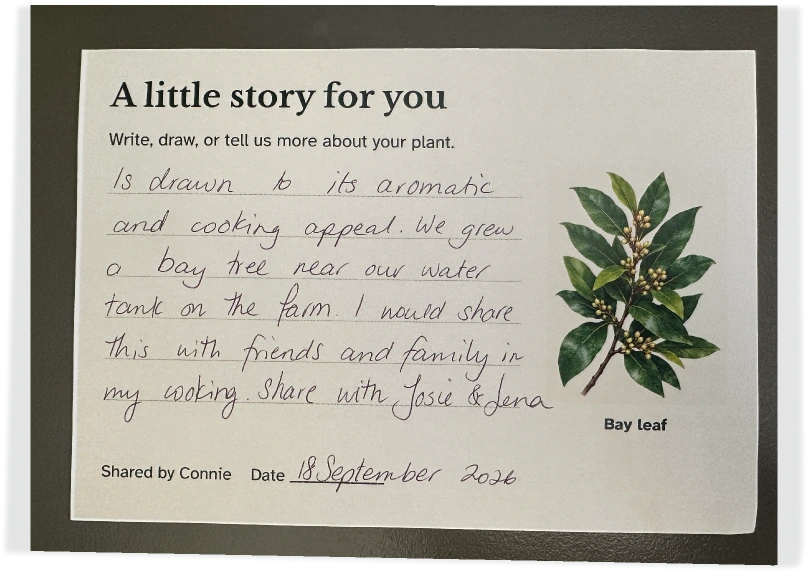 A little story for you
Write, draw, or tell us more about your plant.
Is drawn to its aromatic
and cooking appeal. We grew
a bay tree near our water
tank on the farm. I would share
this with friends and family in
my cooking. Share with Josie & Lena
Bay leaf
Shared by Connie Date 18 September 2026